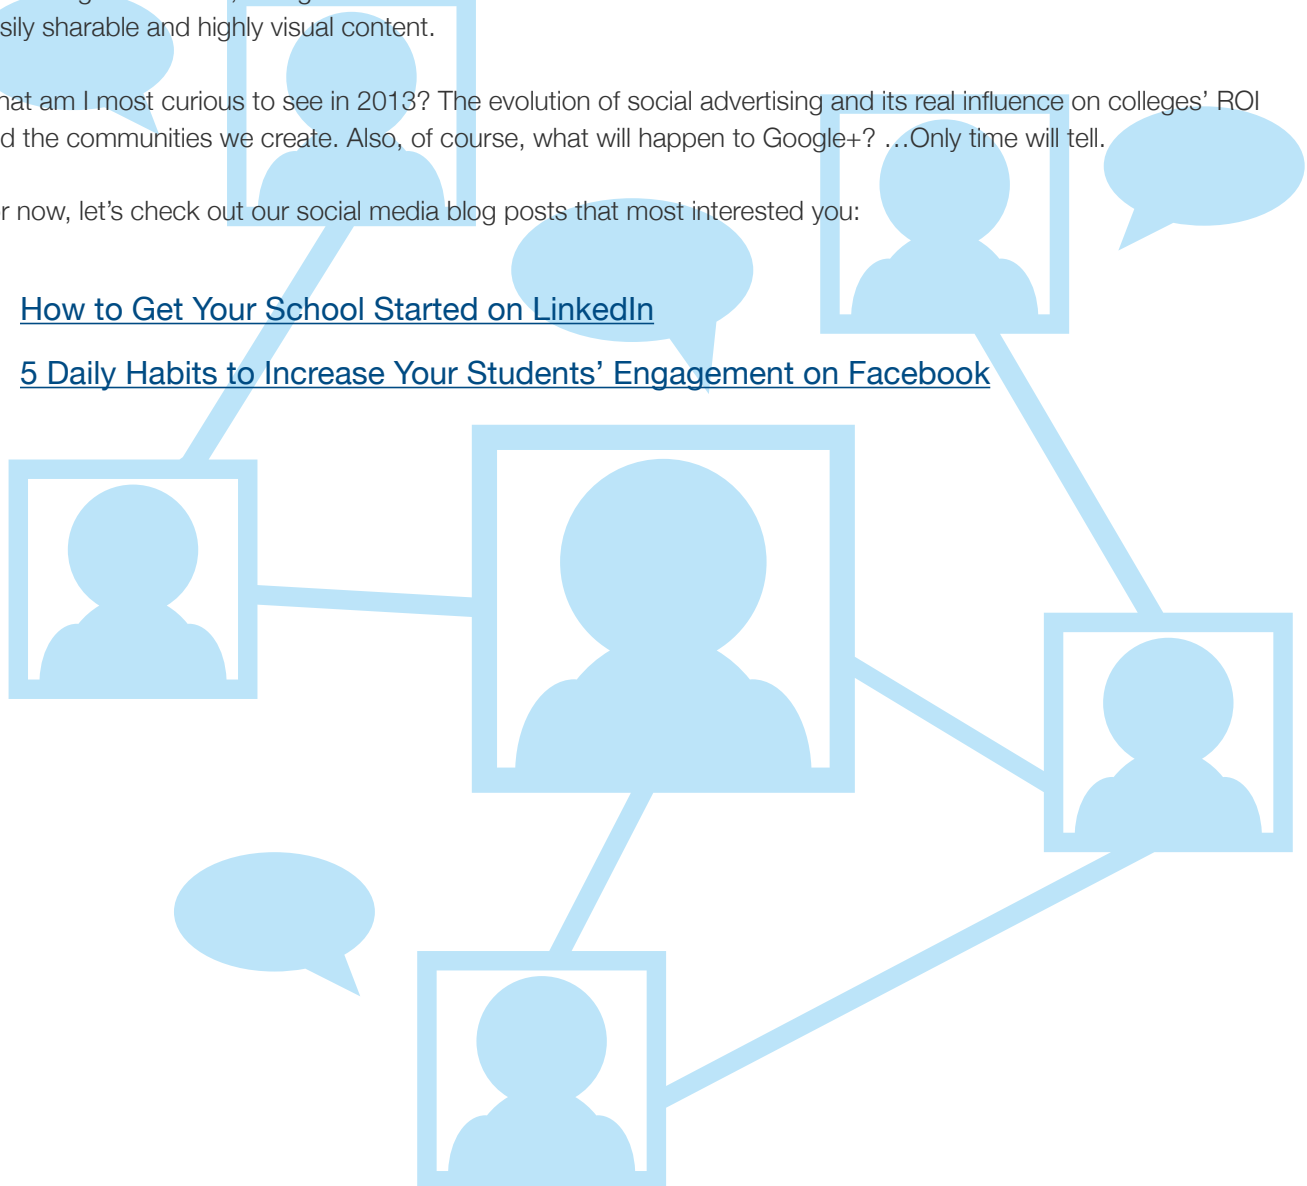 sily sharable and highly visual content.
hat am I most curious to see in 2013? The evolution of social advertising and its real influence on colleges' ROI
d the communities we create. Also, of course, what will happen to Google+? …Only time will tell.
r now, let's check out our social media blog posts that most interested you:
How to Get Your School Started on LinkedIn
5 Daily Habits to Increase Your Students' Engagement on Facebook